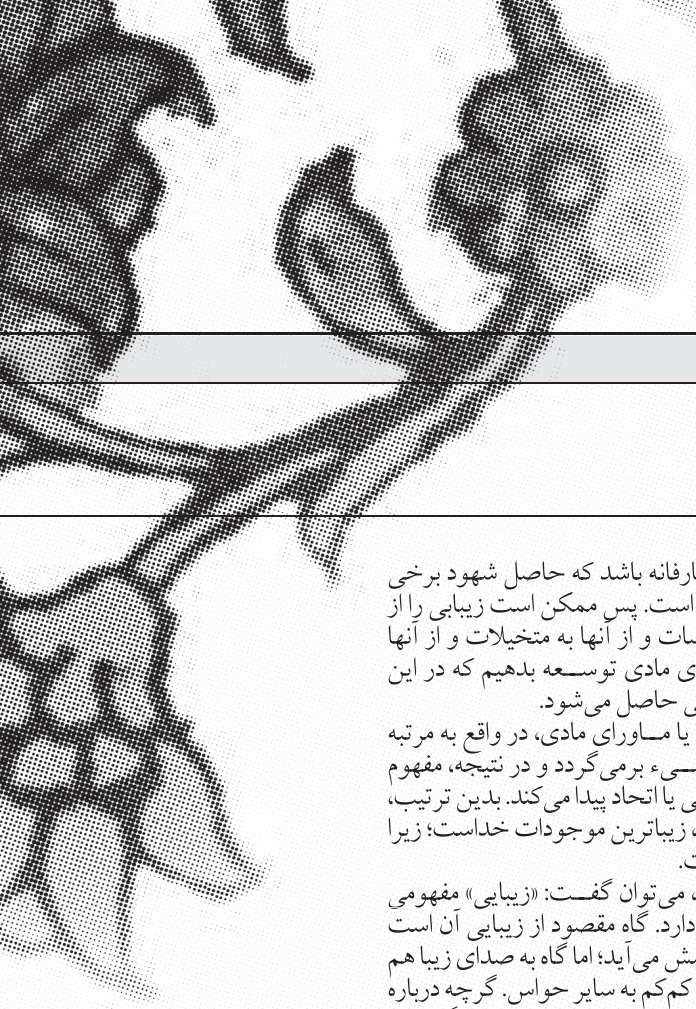 عارفانه باشد که حاصل شهود برخی
است. پس ممکن است زیبایی را از
و از آنها به متخیلات و از آنها
مادی توسعه بدهیم که در این
حاصل می‌شود.
یا ماورای مادی، در واقع به مرتبه
برمی‌گردد و در نتیجه، مفهوم
یا اتحاد پیدا می‌کند. بدین ترتیب،
زیباترین موجودات خداست؛ زیرا
می‌توان گفت: «زیبایی» مفهومی
دارد. گاه مقصود از زیبایی آن است
می‌آید؛ اما گاه به صدای زیبا هم
کم‌کم به سایر حواس. گرچه درباره